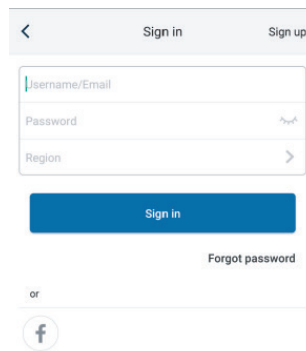 Sign in
Sign up
Username/Email
Password
Region
Sign in
Forgot password
or
f